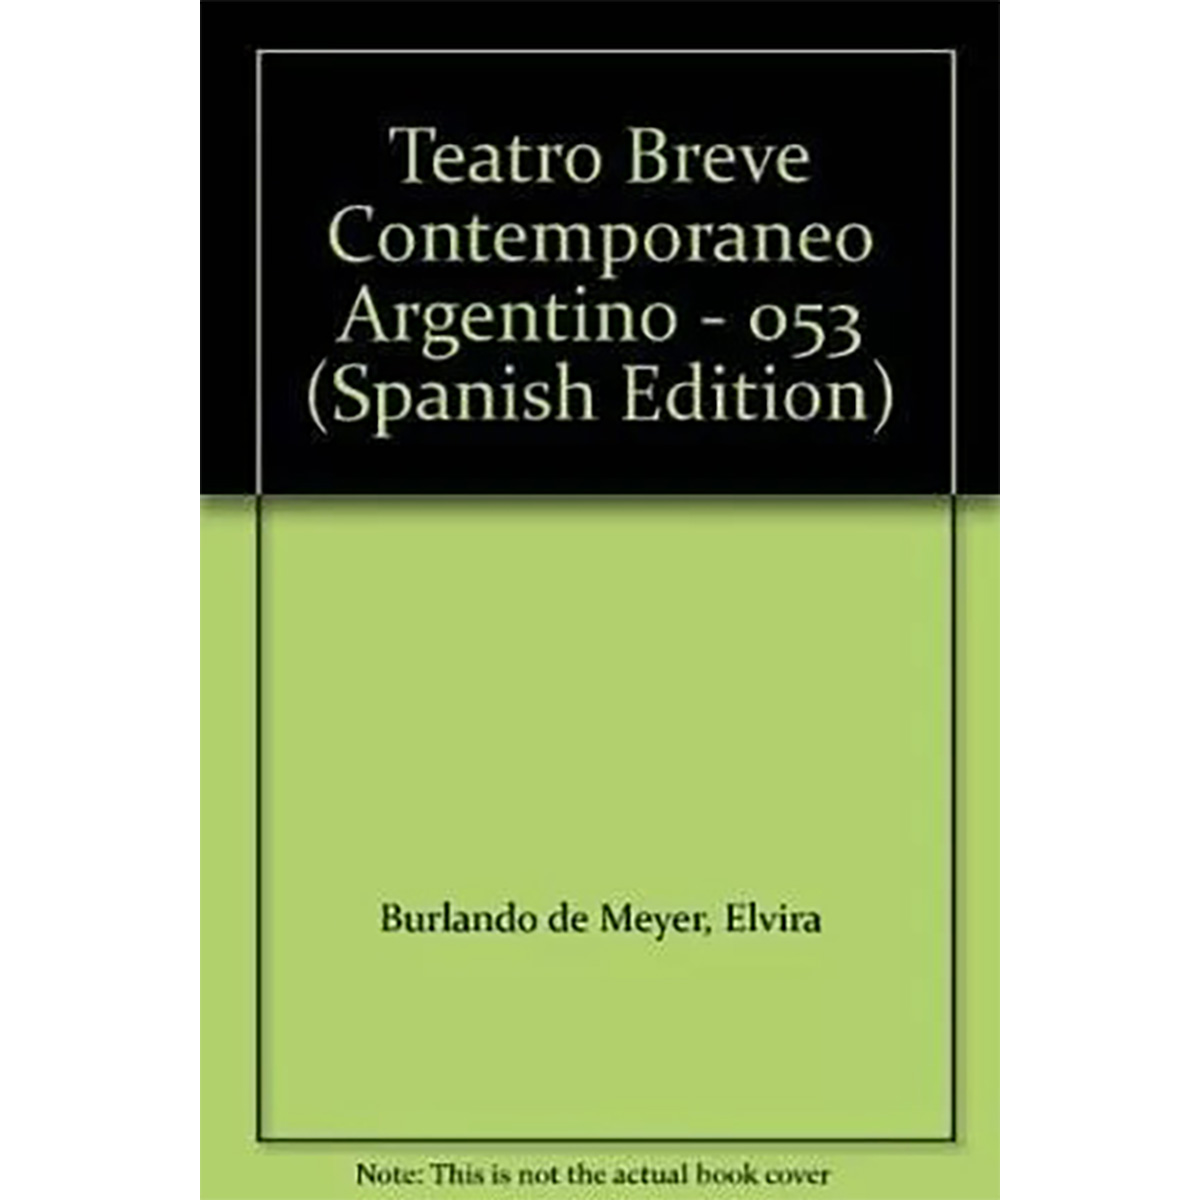 Teatro Breve
Contemporaneo
Argentino - 053
(Spanish Edition)
Burlando de Meyer, Elvira
Note: This is not the actual book cover